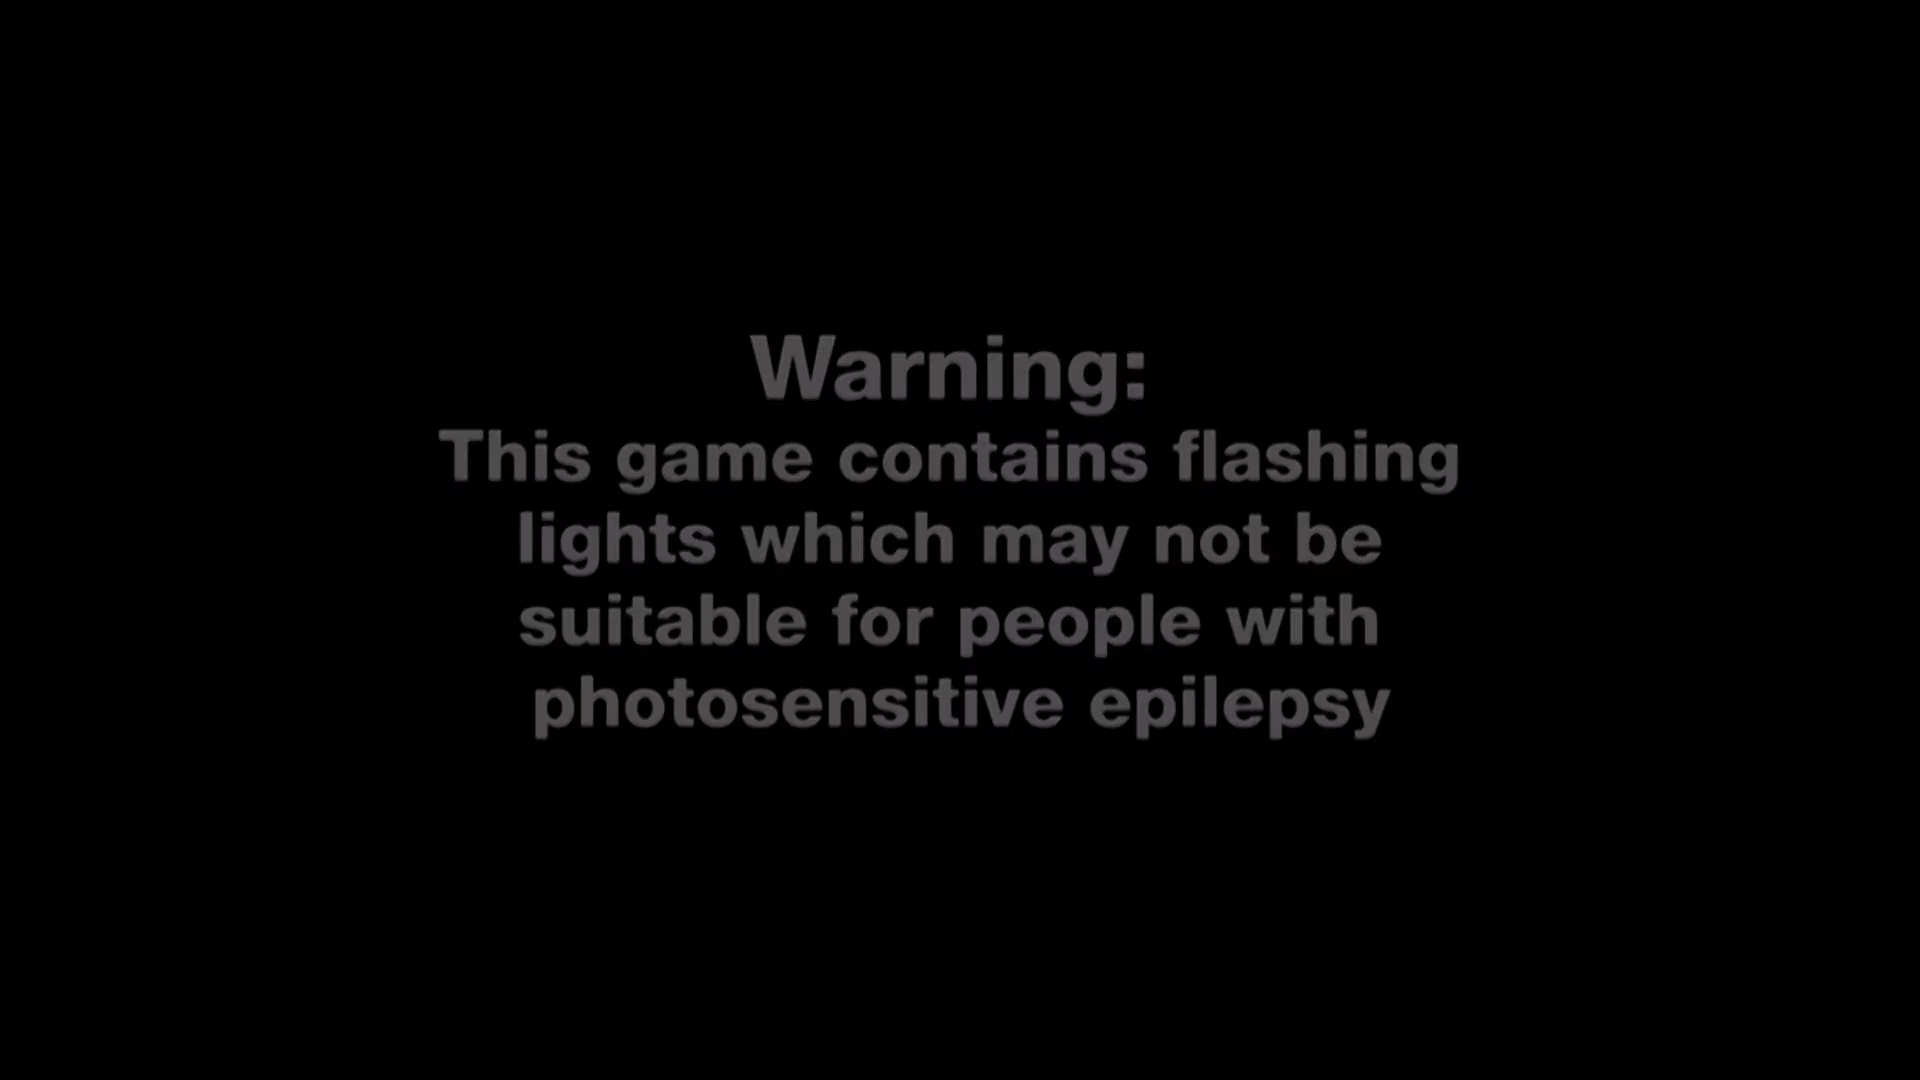 Warning:
This game contains flashing
lights which may not be
suitable for people with
photosensitive epilepsy